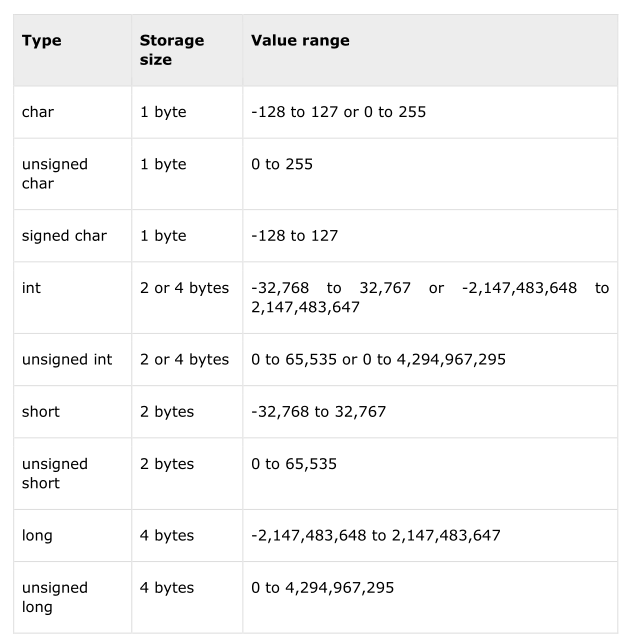 Type Storage size Value range
char 1 byte -128 to 127 or 0 to 255
unsigned char 1 byte 0 to 255
signed char 1 byte -128 to 127
int 2 or 4 bytes -32,768 to 32,767 or -2,147,483,648 to 2,147,483,647
unsigned int 2 or 4 bytes 0 to 65,535 or 0 to 4,294,967,295
short 2 bytes -32,768 to 32,767
unsigned short 2 bytes 0 to 65,535
long 4 bytes -2,147,483,648 to 2,147,483,647
unsigned long 4 bytes 0 to 4,294,967,295